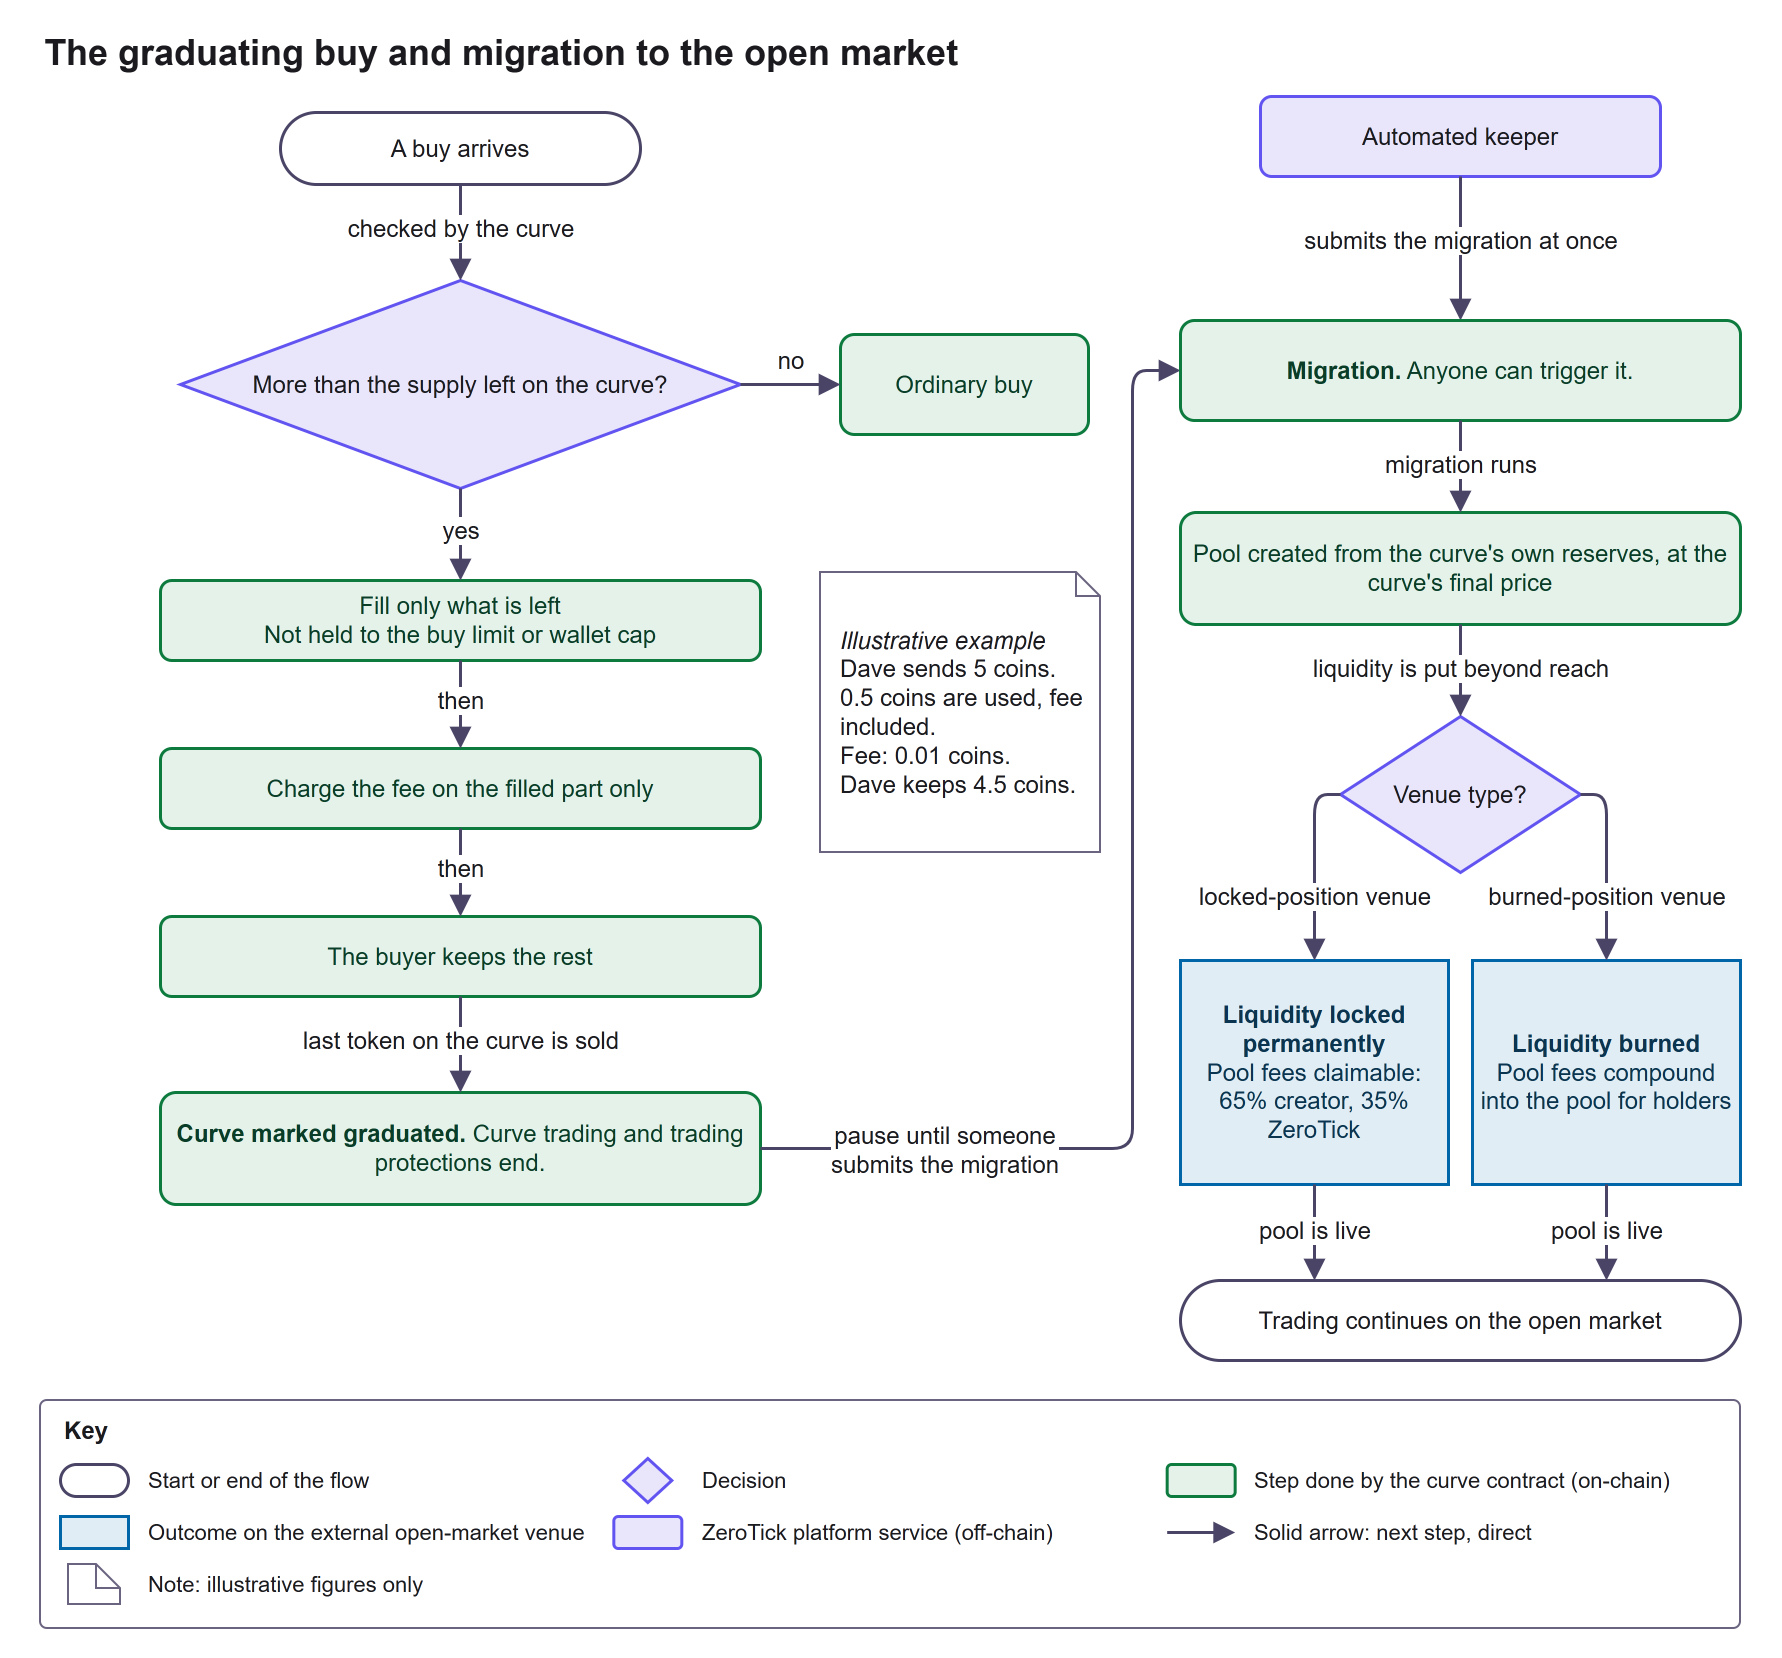 The graduating buy and migration to the open market
A buy arrives
checked by the curve
More than the supply left on the curve?
no
Ordinary buy
yes
Fill only what is left
Not held to the buy limit or wallet cap
then
Charge the fee on the filled part only
then
The buyer keeps the rest
last token on the curve is sold
Curve marked graduated. Curve trading and trading
protections end.
pause until someone
submits the migration
Illustrative example
Dave sends 5 coins.
0.5 coins are used, fee
included.
Fee: 0.01 coins.
Dave keeps 4.5 coins.
Automated keeper
submits the migration at once
Migration. Anyone can trigger it.
migration runs
Pool created from the curve's own reserves, at the
curve's final price
liquidity is put beyond reach
Venue type?
locked-position venue
burned-position venue
Liquidity locked
permanently
Pool fees claimable:
65% creator, 35%
ZeroTick
Liquidity burned
Pool fees compound
into the pool for holders
pool is live
pool is live
Trading continues on the open market
Key
Start or end of the flow
Decision
Step done by the curve contract (on-chain)
Outcome on the external open-market venue
ZeroTick platform service (off-chain)
Solid arrow: next step, direct
Note: illustrative figures only